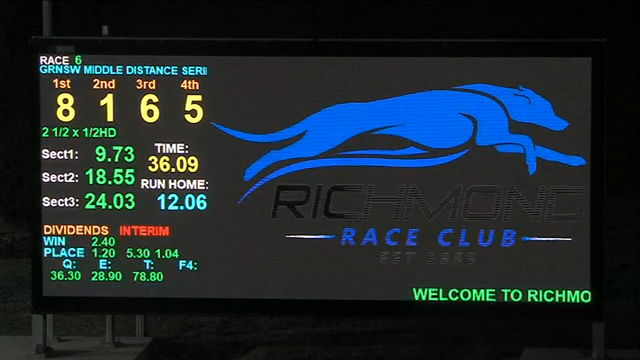 RACE 6
GRNSW MIDDLE DISTANCE SERI
1st 2nd 3rd 4th
8 1 6 5
2 1/2 x 1/2HD
Sect1: 9.73 TIME: 36.09
Sect2: 18.55 RUN HOME:
Sect3: 24.03 12.06
DIVIDENDS INTERIM
WIN 2.40
PLACE 1.20 5.30 1.04
Q: E: T: F4:
36.30 28.90 78.80
RICHMOND
RACE CLUB
WELCOME TO RICHMO